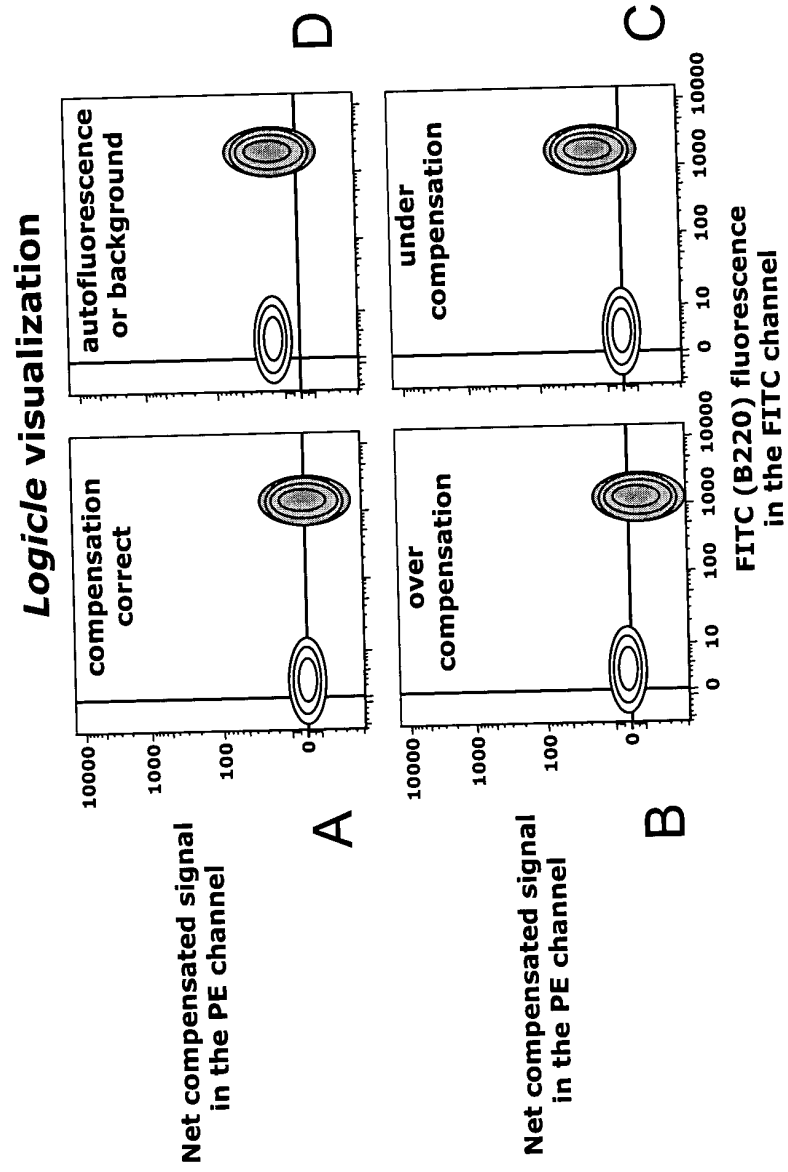 Logicle visualization
Net compensated signal
in the PE channel
10000
1000
100
0
compensation
correct
A
autofluorescence
or background
D
Net compensated signal
in the PE channel
10000
1000
100
0
over
compensation
0
10
100
1000
10000
B
under
compensation
0
10
100
1000
10000
C
FITC (B220) fluorescence
in the FITC channel